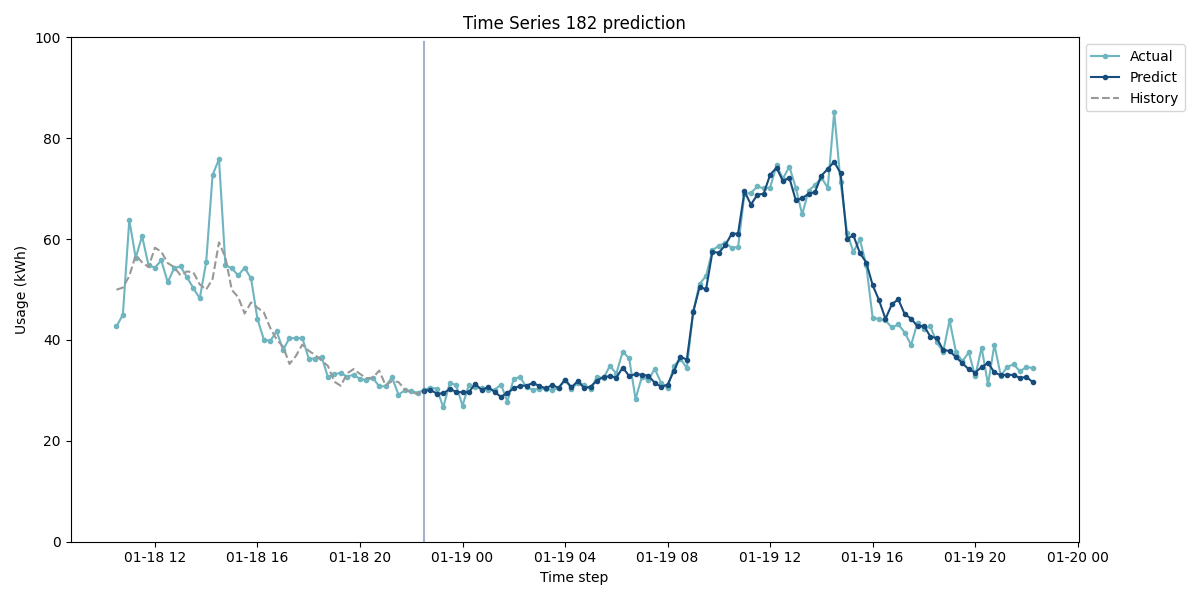 Time Series 182 prediction
100
80
60
40
20
0
Usage (kWh)
01-18 12
01-18 16
01-18 20
01-19 00
01-19 04
01-19 08
01-19 12
01-19 16
01-19 20
01-20 00
Time step
Actual
Predict
History